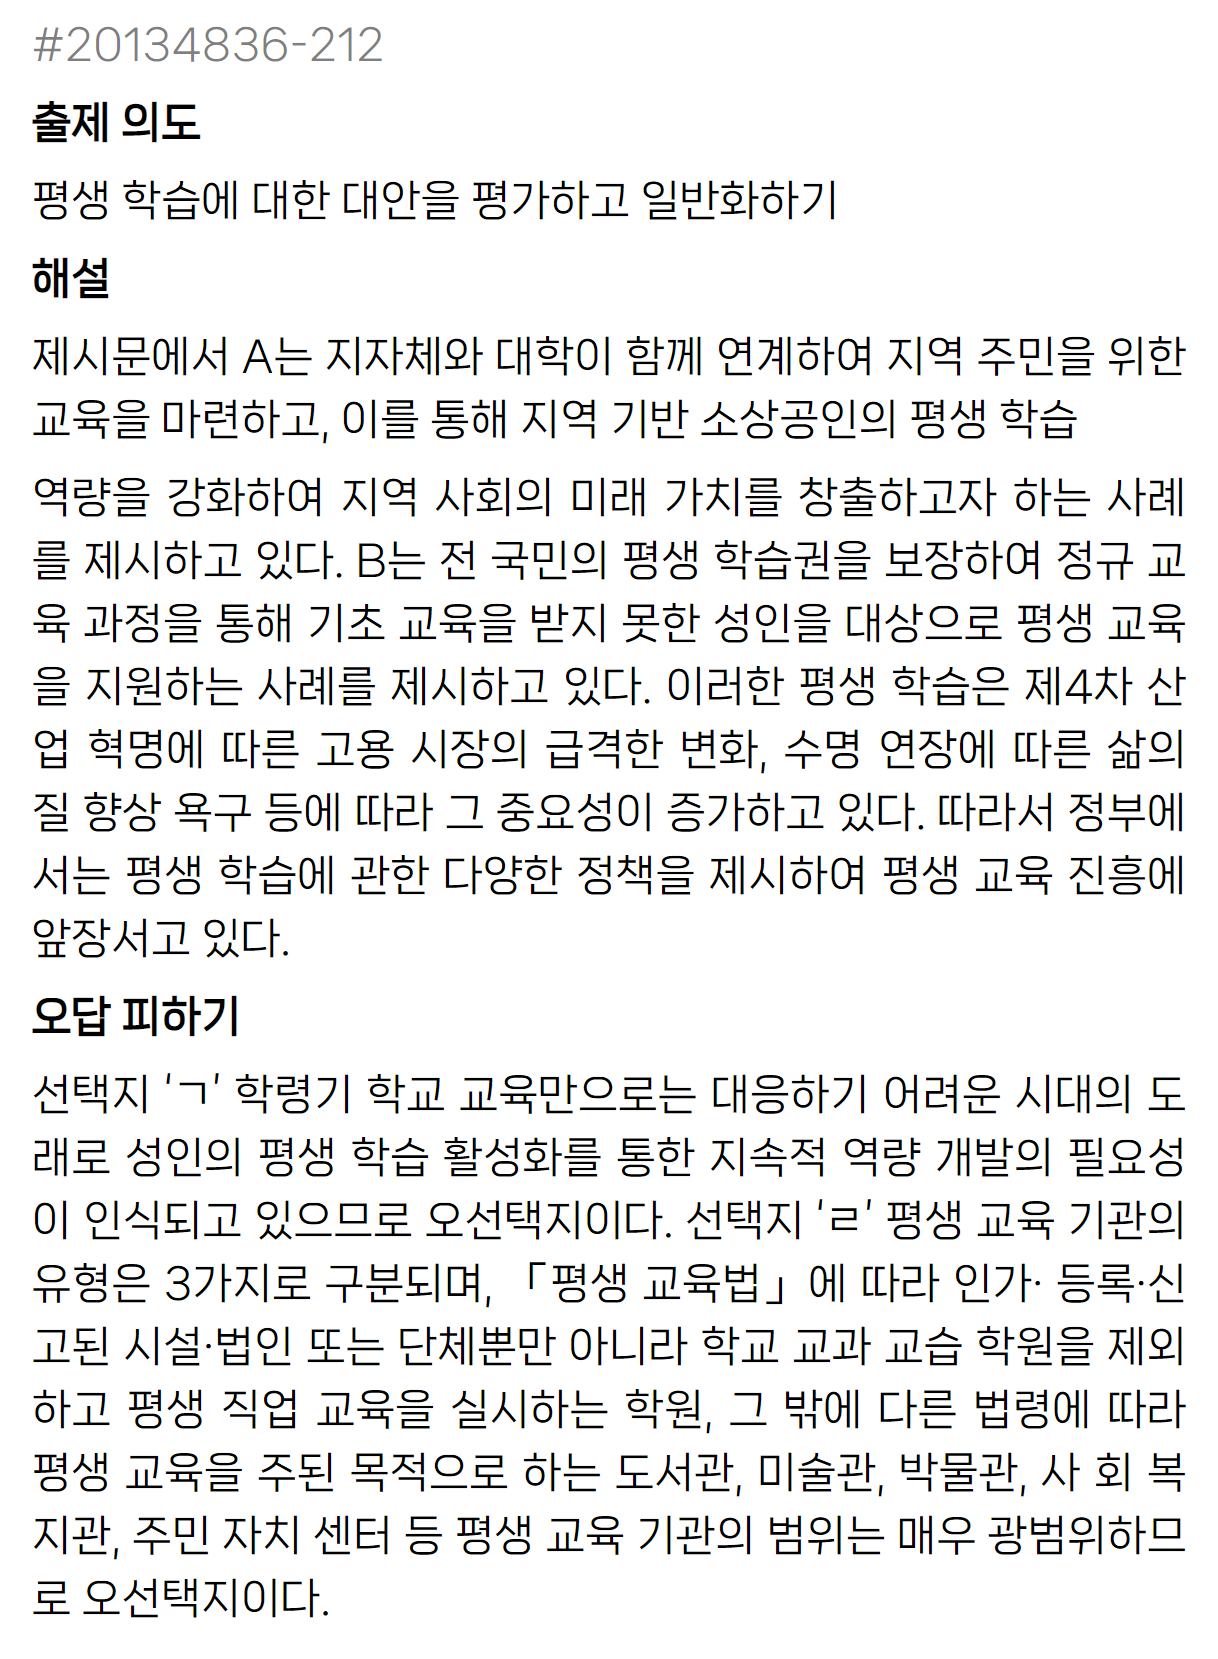 #20134836-212
출제 의도
평생 학습에 대한 대안을 평가하고 일반화하기
해설
제시문에서 A는 지자체와 대학이 함께 연계하여 지역 주민을 위한
교육을 마련하고, 이를 통해 지역 기반 소상공인의 평생 학습
역량을 강화하여 지역 사회의 미래 가치를 창출하고자 하는 사례
를 제시하고 있다. B는 전 국민의 평생 학습권을 보장하여 정규 교
육 과정을 통해 기초 교육을 받지 못한 성인을 대상으로 평생 교육
을 지원하는 사례를 제시하고 있다. 이러한 평생 학습은 제4차 산
업 혁명에 따른 고용 시장의 급격한 변화, 수명 연장에 따른 삶의
질 향상 욕구 등에 따라 그 중요성이 증가하고 있다. 따라서 정부에
서는 평생 학습에 관한 다양한 정책을 제시하여 평생 교육 진흥에
앞장서고 있다.
오답 피하기
선택지 ‘ㄱ’ 학령기 학교 교육만으로는 대응하기 어려운 시대의 도
래로 성인의 평생 학습 활성화를 통한 지속적 역량 개발의 필요성
이 인식되고 있으므로 오선택지이다. 선택지 ‘ㄹ’ 평생 교육 기관의
유형은 3가지로 구분되며, 「평생 교육법」에 따라 인가· 등록·신
고된 시설·법인 또는 단체뿐만 아니라 학교 교과 교습 학원을 제외
하고 평생 직업 교육을 실시하는 학원, 그 밖에 다른 법령에 따라
평생 교육을 주된 목적으로 하는 도서관, 미술관, 박물관, 사 회 복
지관, 주민 자치 센터 등 평생 교육 기관의 범위는 매우 광범위하므
로 오선택지이다.